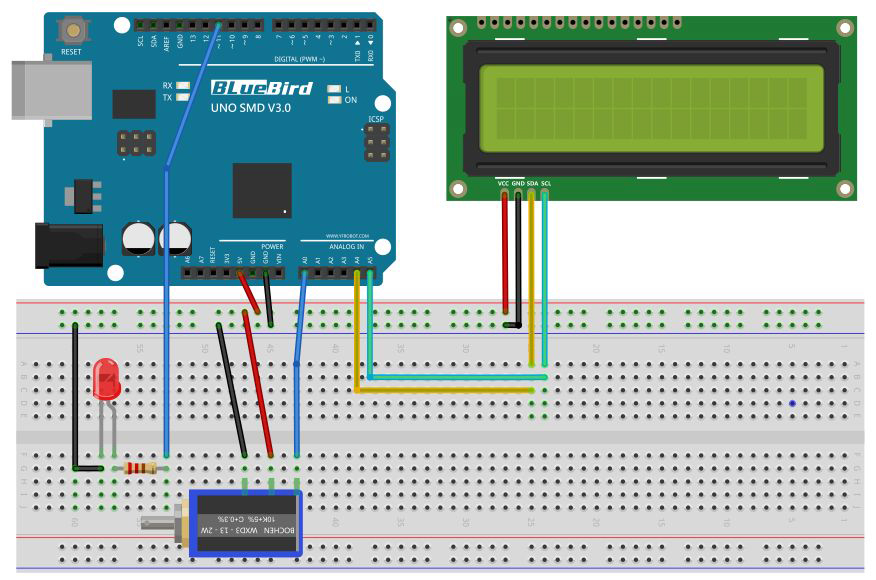 RESET
SCL
SDA
AREF
GND
13
12
~11
~10
~9
8
7
~6
~5
4
~3
2
TX0 ▶ 1
RX0 ◀ 0
DIGITAL (PWM ~)
RX
TX
BLueBird
UNO SMD V3.0
L
ON
ICSP
WWW.YFROBOT.COM
POWER
ANALOG IN
A6
A7
RESET
3V3
5V
GND
GND
VIN
A0
A1
A2
A3
A4
A5
VCC GND SDA SCL
55 50 45 40 35 30 25 20 15 10 5 1
A A
B B
C C
D D
E E
F F
G G
H H
I I
J J
60 55 40 35 30 25 20 15 10 5 1
BOCHEN WXD3 - 13 - 2W
10K+5% C+0.3%